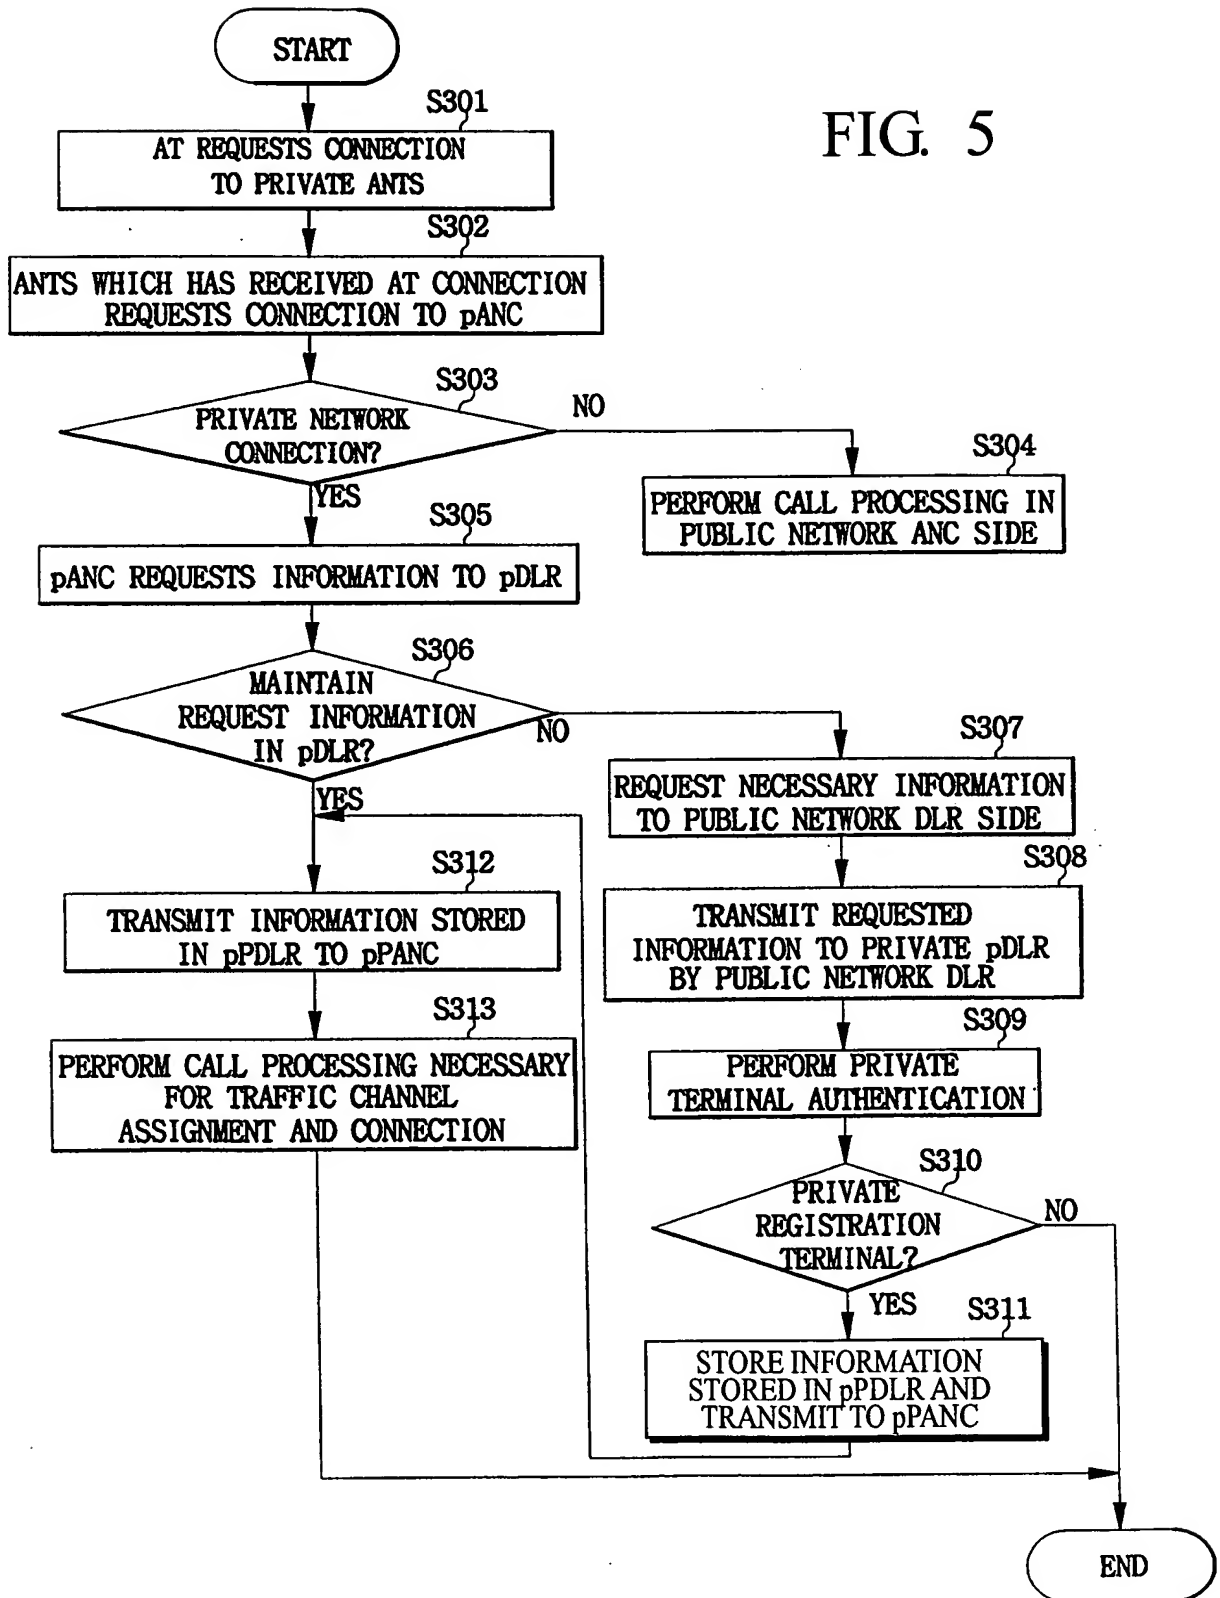 START
FIG. 5
S301
AT REQUESTS CONNECTION
TO PRIVATE ANTS
S302
ANTS WHICH HAS RECEIVED AT CONNECTION
REQUESTS CONNECTION TO pANC
S303
PRIVATE NETWORK
CONNECTION?
NO
YES
S304
PERFORM CALL PROCESSING IN
PUBLIC NETWORK ANC SIDE
S305
pANC REQUESTS INFORMATION TO pDLR
S306
MAINTAIN
REQUEST INFORMATION
IN pDLR?
NO
YES
S307
REQUEST NECESSARY INFORMATION
TO PUBLIC NETWORK DLR SIDE
S308
TRANSMIT REQUESTED
INFORMATION TO PRIVATE pDLR
BY PUBLIC NETWORK DLR
S312
TRANSMIT INFORMATION STORED
IN pPDLR TO pPANC
S309
PERFORM PRIVATE
TERMINAL AUTHENTICATION
S313
PERFORM CALL PROCESSING NECESSARY
FOR TRAFFIC CHANNEL
ASSIGNMENT AND CONNECTION
S310
PRIVATE
REGISTRATION
TERMINAL?
NO
YES
S311
STORE INFORMATION
STORED IN pPDLR AND
TRANSMIT TO pPANC
END